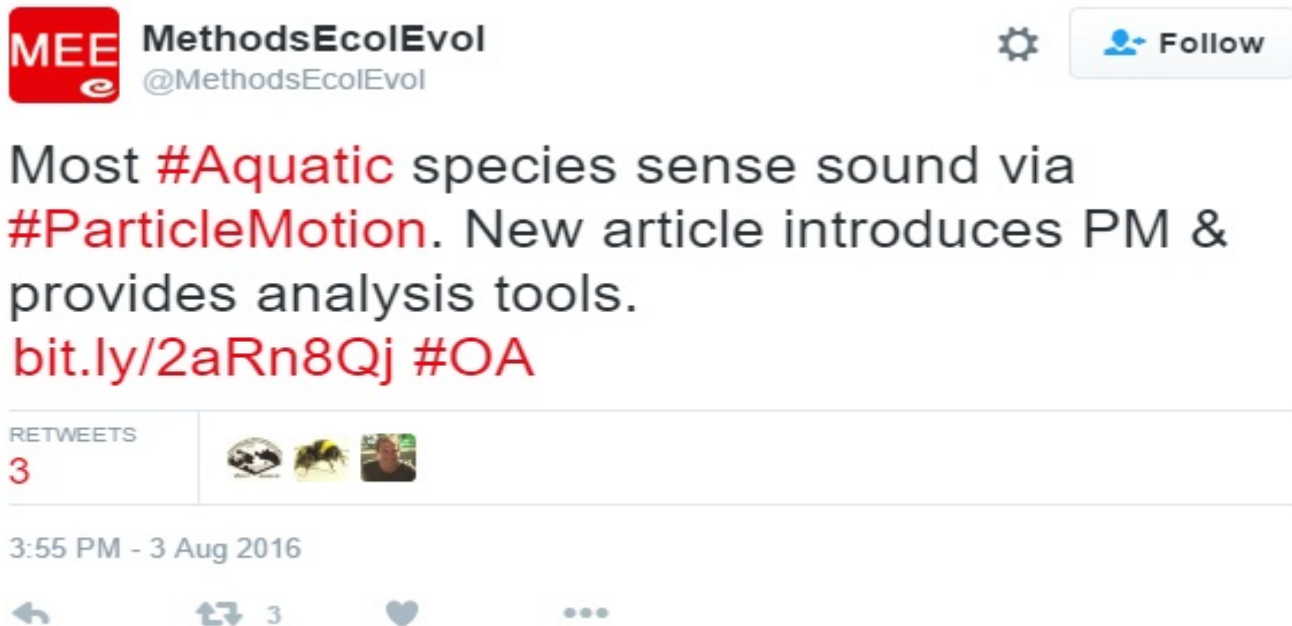 MEE
MethodsEcolEvol
@MethodsEcolEvol
Follow
Most #Aquatic species sense sound via
#ParticleMotion. New article introduces PM &
provides analysis tools.
bit.ly/2aRn8Qj #OA
RETWEETS
3
3:55 PM - 3 Aug 2016
3